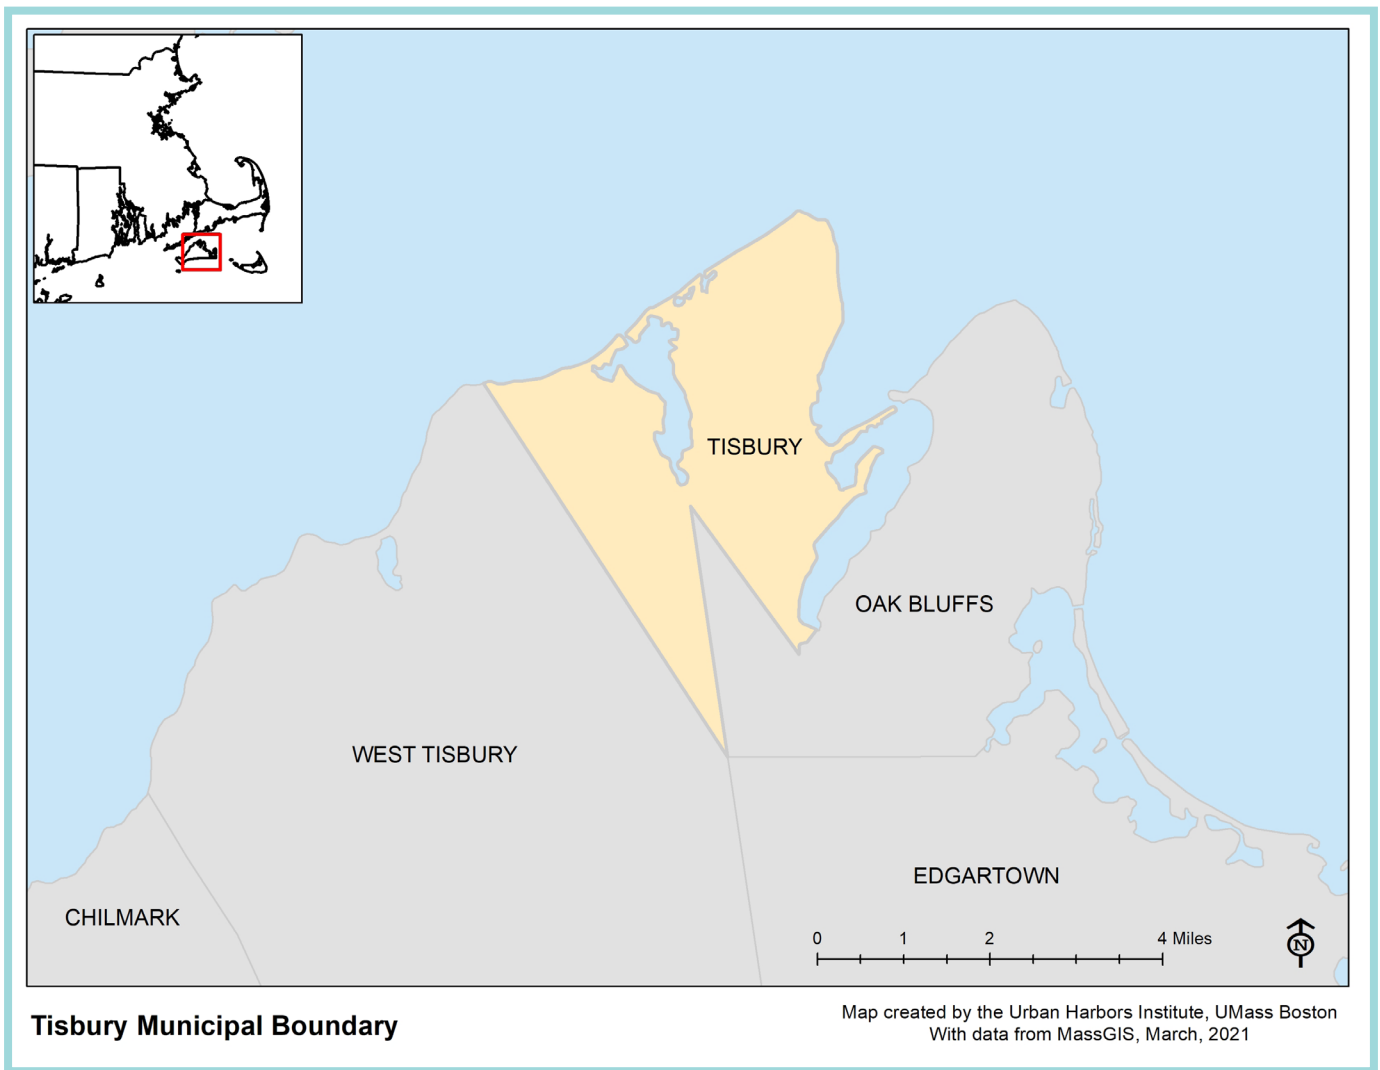 TISBURY
OAK BLUFFS
WEST TISBURY
EDGARTOWN
CHILMARK
0 1 2 4 Miles
N
Tisbury Municipal Boundary
Map created by the Urban Harbors Institute, UMass Boston
With data from MassGIS, March, 2021